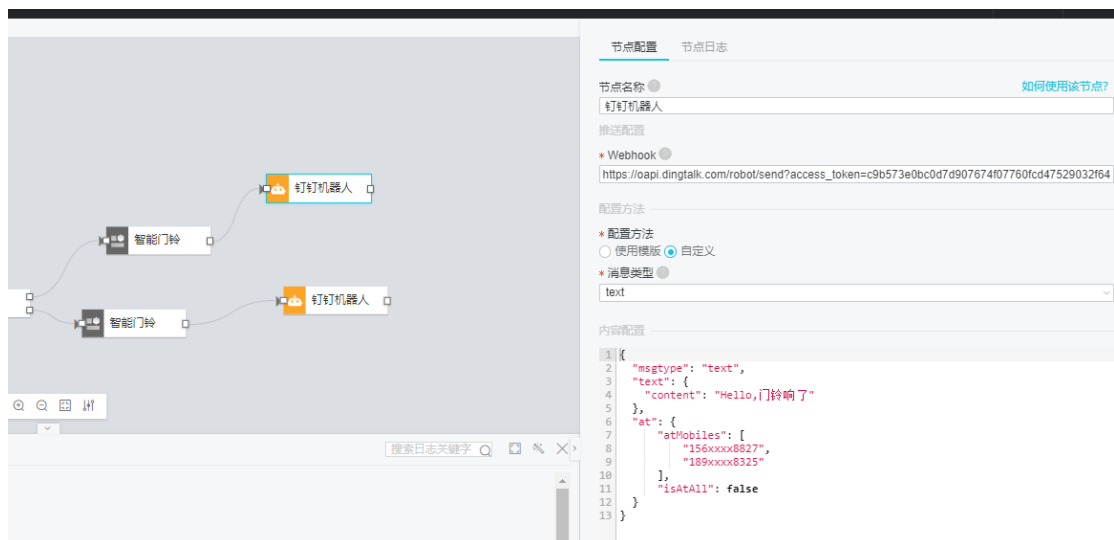 节点配置 节点日志
节点名称 如何使用该节点?
钉钉机器人
推送配置
* Webhook
https://oapi.dingtalk.com/robot/send?access_token=c9b573e0bc0d7d907674f07760fcd47529032f64
配置方法
* 配置方法
使用模版 自定义
* 消息类型
text
内容配置
1 {
2 "msgtype": "text",
3 "text": {
4 "content": "Hello,门铃响了"
5 },
6 "at": {
7 "atMobiles": [
8 "156xxxx8827",
9 "189xxxx8325"
10 ],
11 "isAtAll": false
12 }
13 }
钉钉机器人
智能门铃
钉钉机器人
智能门铃
搜索日志关键字